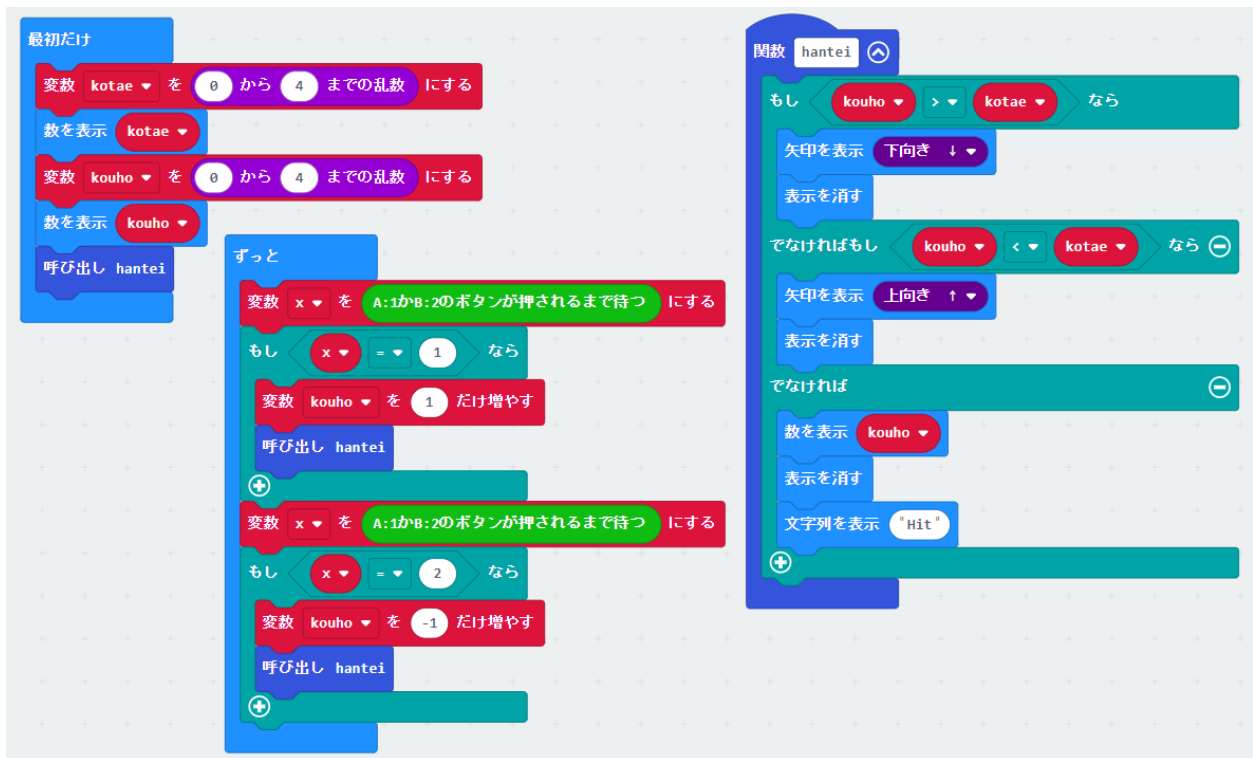 最初だけ
変数 kotae を 0 から 4 までの乱数 にする
数を表示 kotae
変数 kouho を 0 から 4 までの乱数 にする
数を表示 kouho
呼び出し hantei
ずっと
変数 x を A:1かB:2のボタンが押されるまで待つ にする
もし x = 1 なら
変数 kouho を 1 だけ増やす
呼び出し hantei
変数 x を A:1かB:2のボタンが押されるまで待つ にする
もし x = 2 なら
変数 kouho を -1 だけ増やす
呼び出し hantei
関数 hantei
もし kouho > kotae なら
矢印を表示 下向き ↓
表示を消す
でなければもし kouho < kotae なら
矢印を表示 上向き ↑
表示を消す
でなければ
数を表示 kouho
表示を消す
文字列を表示 "Hit"